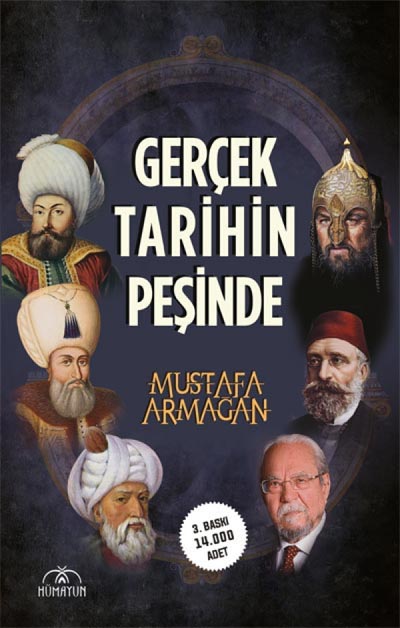 GERÇEK
TARİHİN
PEŞİNDE
MUSTAFA
ARMAĞAN
3. BASKI
14.000
ADET
HÜMAYUN